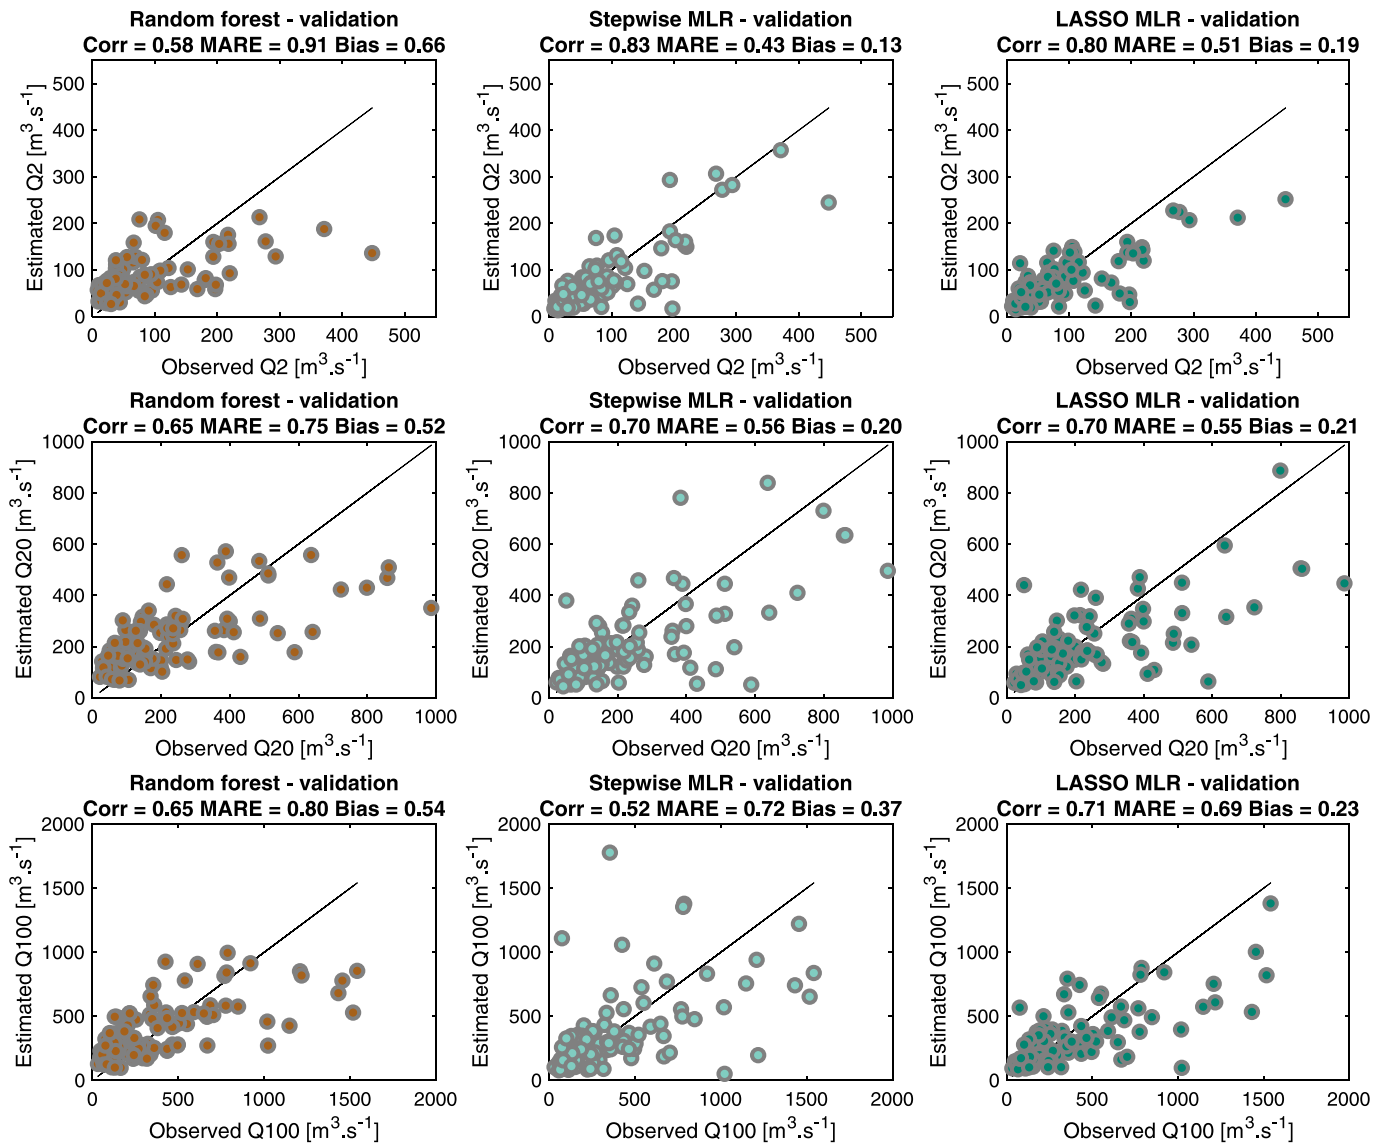 Random forest - validation
Corr = 0.58 MARE = 0.91 Bias = 0.66
500
400
300
200
100
0
0 100 200 300 400 500
Estimated Q2 [m³.s⁻¹]
Observed Q2 [m³.s⁻¹]
Stepwise MLR - validation
Corr = 0.83 MARE = 0.43 Bias = 0.13
500
400
300
200
100
0
0 100 200 300 400 500
Estimated Q2 [m³.s⁻¹]
Observed Q2 [m³.s⁻¹]
LASSO MLR - validation
Corr = 0.80 MARE = 0.51 Bias = 0.19
500
400
300
200
100
0
0 100 200 300 400 500
Estimated Q2 [m³.s⁻¹]
Observed Q2 [m³.s⁻¹]
Random forest - validation
Corr = 0.65 MARE = 0.75 Bias = 0.52
1000
800
600
400
200
0
0 200 400 600 800 1000
Estimated Q20 [m³.s⁻¹]
Observed Q20 [m³.s⁻¹]
Stepwise MLR - validation
Corr = 0.70 MARE = 0.56 Bias = 0.20
1000
800
600
400
200
0
0 200 400 600 800 1000
Estimated Q20 [m³.s⁻¹]
Observed Q20 [m³.s⁻¹]
LASSO MLR - validation
Corr = 0.70 MARE = 0.55 Bias = 0.21
1000
800
600
400
200
0
0 200 400 600 800 1000
Estimated Q20 [m³.s⁻¹]
Observed Q20 [m³.s⁻¹]
Random forest - validation
Corr = 0.65 MARE = 0.80 Bias = 0.54
2000
1500
1000
500
0
0 500 1000 1500 2000
Estimated Q100 [m³.s⁻¹]
Observed Q100 [m³.s⁻¹]
Stepwise MLR - validation
Corr = 0.52 MARE = 0.72 Bias = 0.37
2000
1500
1000
500
0
0 500 1000 1500 2000
Estimated Q100 [m³.s⁻¹]
Observed Q100 [m³.s⁻¹]
LASSO MLR - validation
Corr = 0.71 MARE = 0.69 Bias = 0.23
2000
1500
1000
500
0
0 500 1000 1500 2000
Estimated Q100 [m³.s⁻¹]
Observed Q100 [m³.s⁻¹]